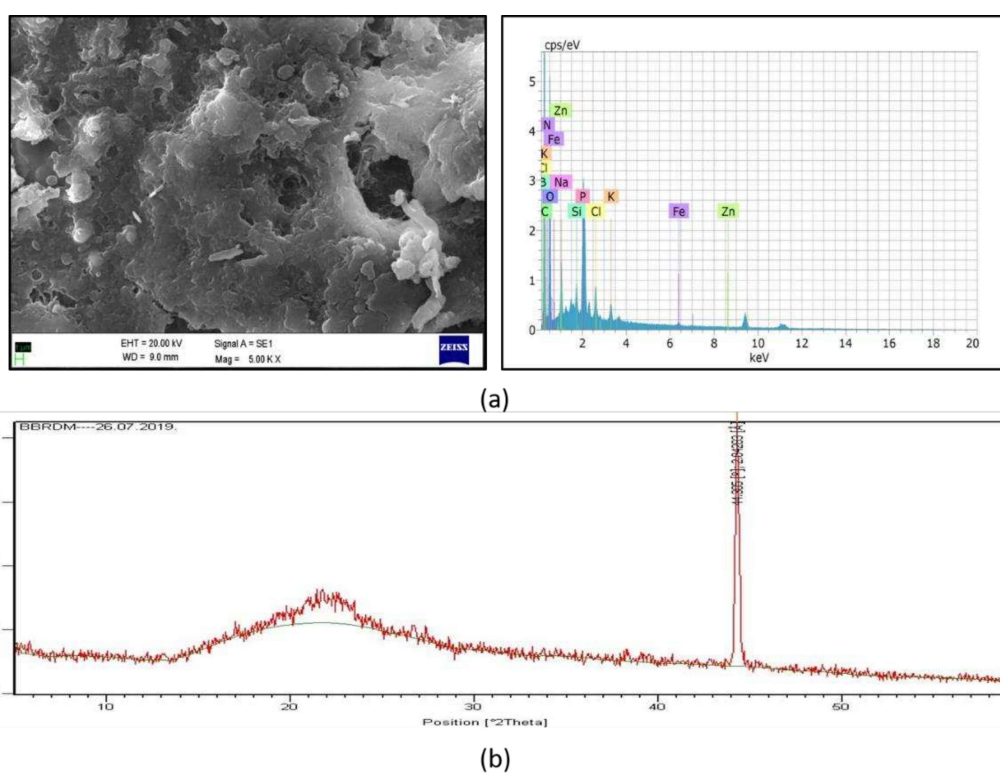 EHT = 20.00 kV
Signal A = SE1
WD = 9.0 mm
Mag = 5.00 K X
ZEISS
cps/eV
5
4
3
2
1
0
Zn
N
Fe
K
Cl
B
Na
O
P
K
C
Si
Cl
Fe
Zn
2 4 6 8 10 12 14 16 18 20
keV
(a)
BBRDM----26.07.2019.
10 20 30 40 50
Position [°2Theta]
(b)